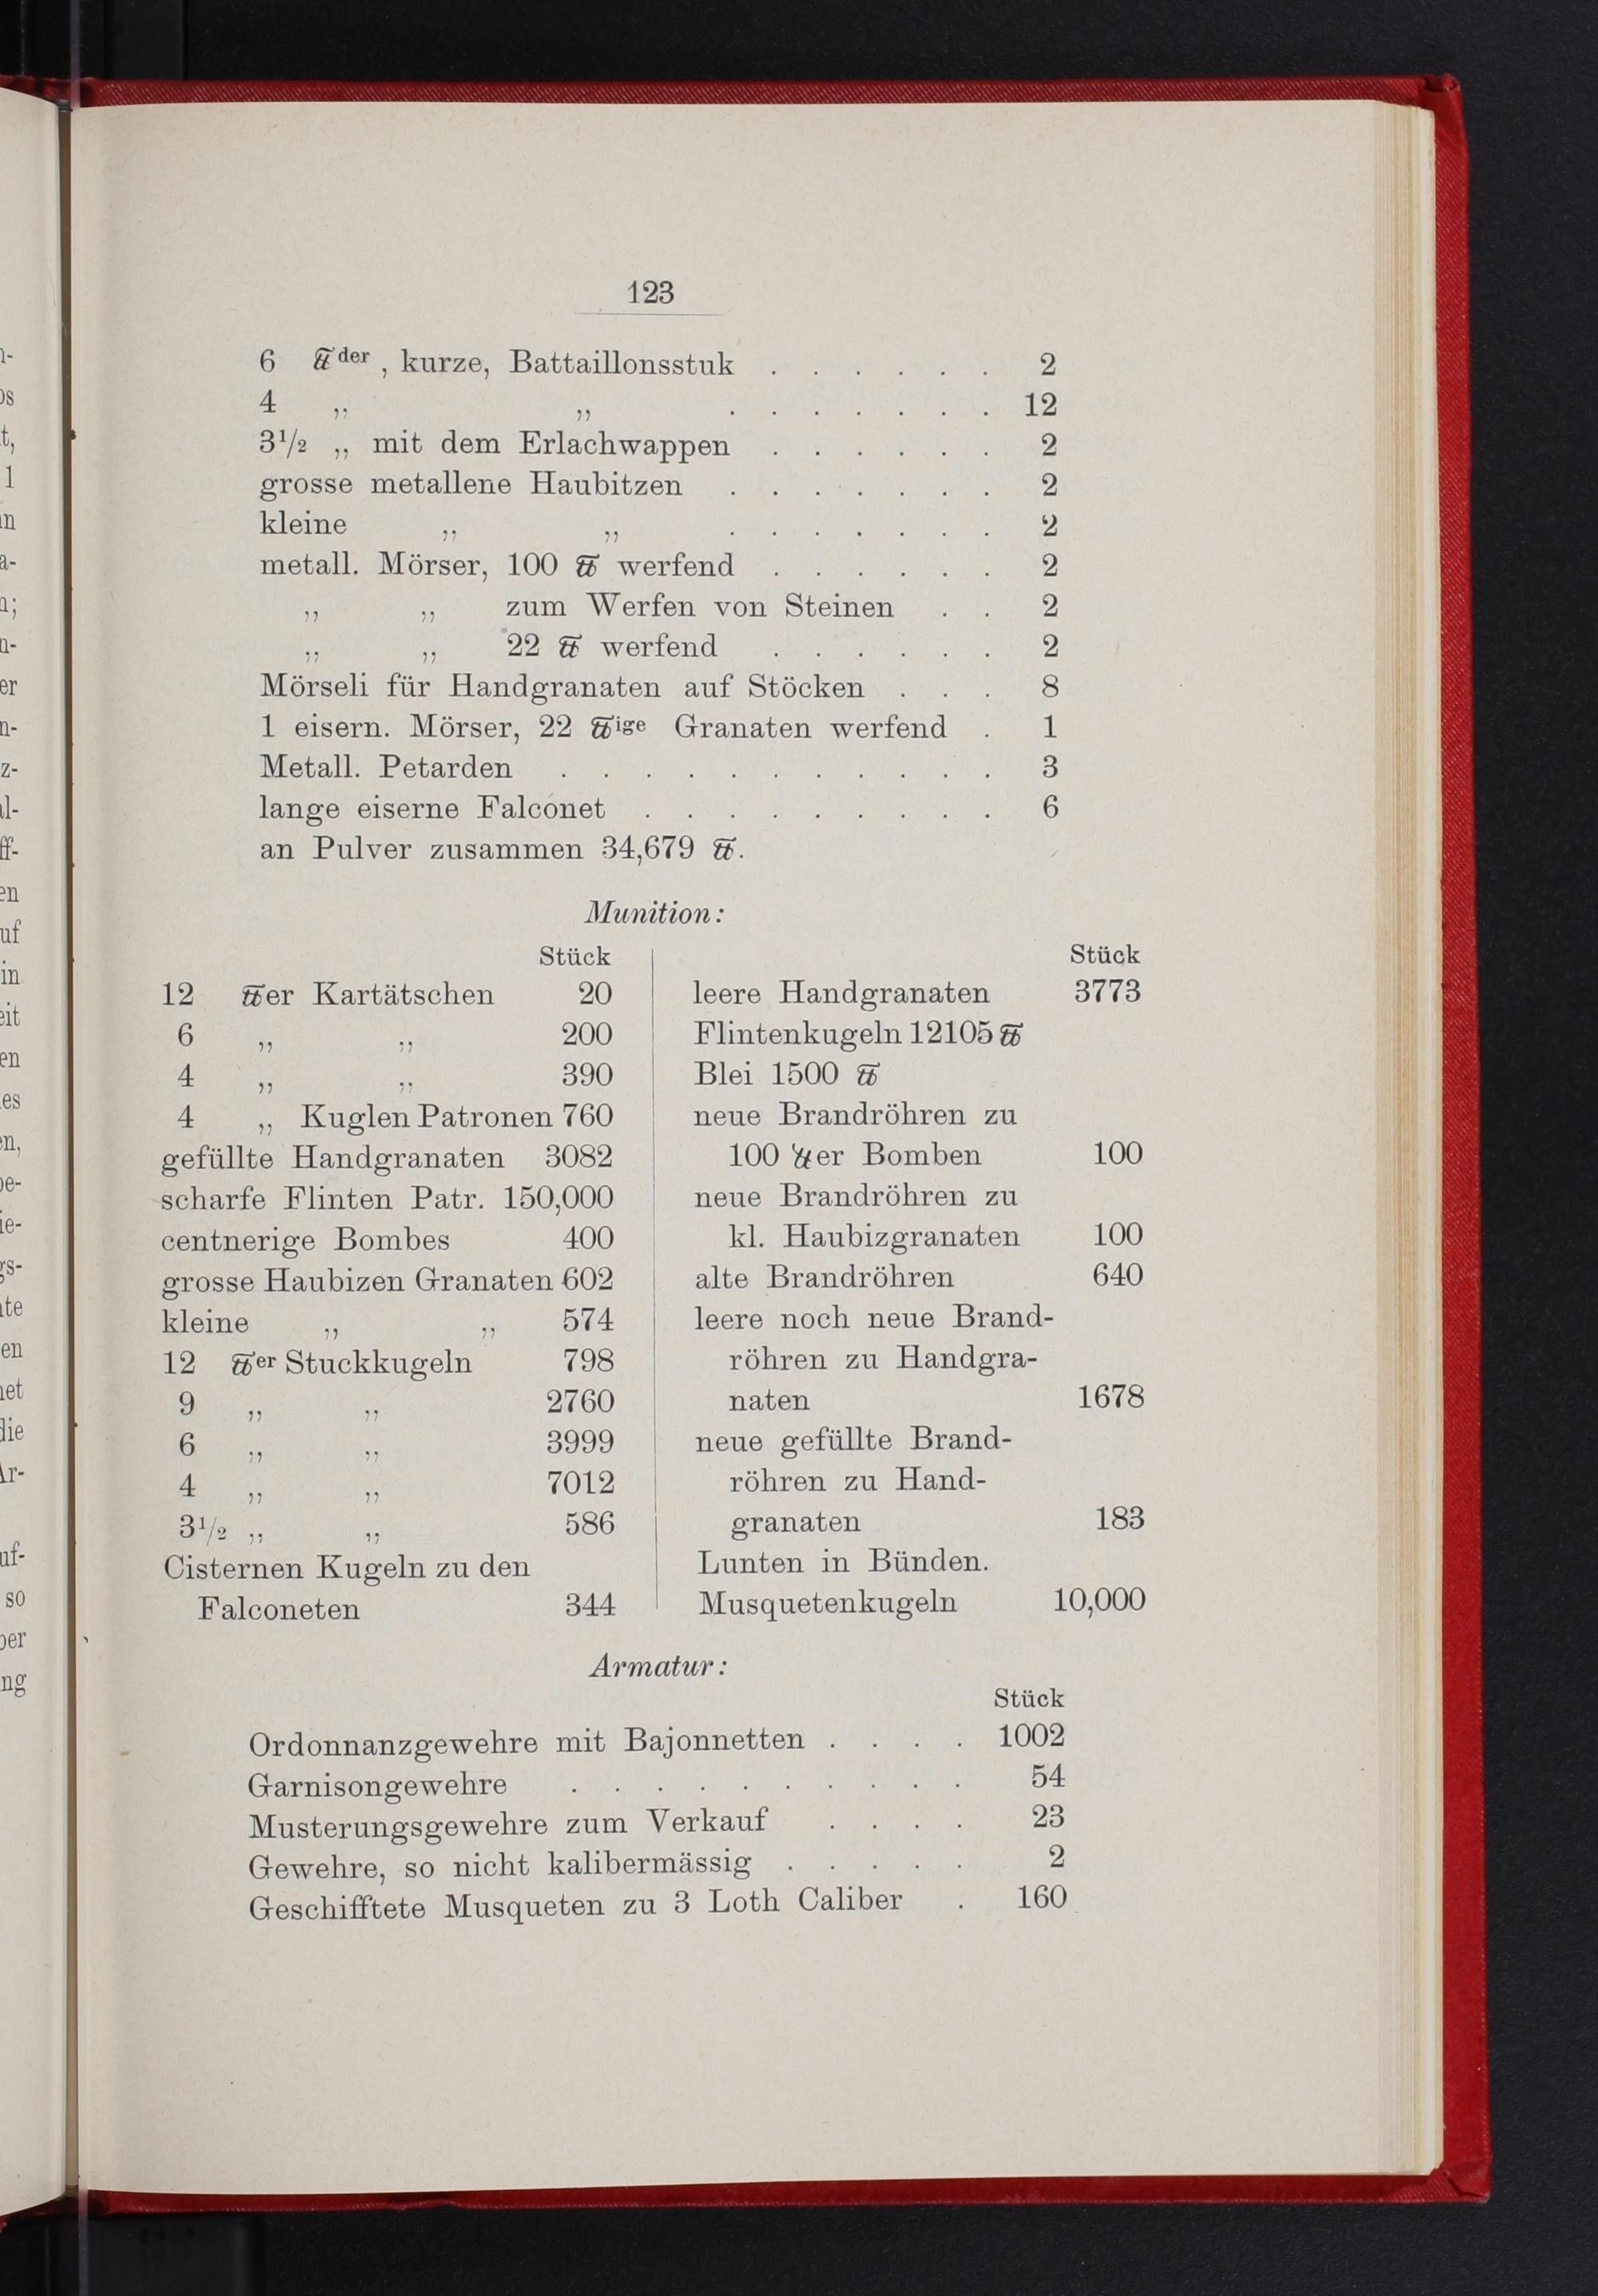 123
6 ℔der, kurze, Battaillonsstuk . . . . . . 2
4 „ „ . . . . . . . 12
3½ „ mit dem Erlachwappen . . . . . . 2
grosse metallene Haubitzen . . . . . . . 2
kleine „ „ . . . . . . . 2
metall. Mörser, 100 ℔ werfend . . . . . . 2
„ „ zum Werfen von Steinen . . 2
„ „ 22 ℔ werfend . . . . . . 2
Mörseli für Handgranaten auf Stöcken . . . 8
1 eisern. Mörser, 22 ℔ige Granaten werfend . 1
Metall. Petarden . . . . . . . . . . . 3
lange eiserne Falconet . . . . . . . . . 6
an Pulver zusammen 34,679 ℔.
Munition:
Stück
12 ℔er Kartätschen 20
6 „ „ 200
4 „ „ 390
4 „ Kuglen Patronen 760
gefüllte Handgranaten 3082
scharfe Flinten Patr. 150,000
centnerige Bombes 400
grosse Haubizen Granaten 602
kleine „ „ 574
12 ℔er Stuckkugeln 798
9 „ „ 2760
6 „ „ 3999
4 „ „ 7012
3½ „ „ 586
Cisternen Kugeln zu den
Falconeten 344
Stück
leere Handgranaten 3773
Flintenkugeln 12105 ℔
Blei 1500 ℔
neue Brandröhren zu
100 ℔er Bomben 100
neue Brandröhren zu
kl. Haubizgranaten 100
alte Brandröhren 640
leere noch neue Brand-
röhren zu Handgra-
naten 1678
neue gefüllte Brand-
röhren zu Hand-
granaten 183
Lunten in Bünden.
Musquetenkugeln 10,000
Armatur:
Stück
Ordonnanzgewehre mit Bajonnetten . . . . 1002
Garnisongewehre . . . . . . . . . . 54
Musterungsgewehre zum Verkauf . . . . 23
Gewehre, so nicht kalibermässig . . . . . 2
Geschifftete Musqueten zu 3 Loth Caliber . 160